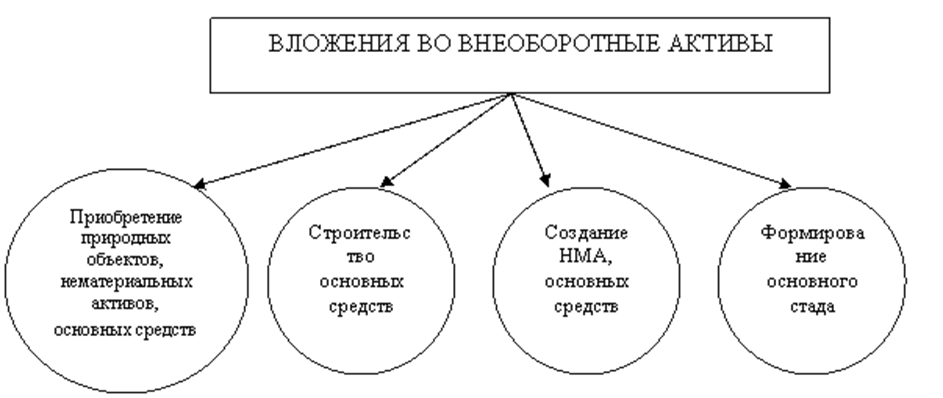 ВЛОЖЕНИЯ ВО ВНЕОБОРОТНЫЕ АКТИВЫ
Приобретение
природных
объектов,
нематериальных
активов,
основных средств
Строительс
тво
основных
средств
Создание
НМА,
основных
средств
Формирова
ние
основного
стада